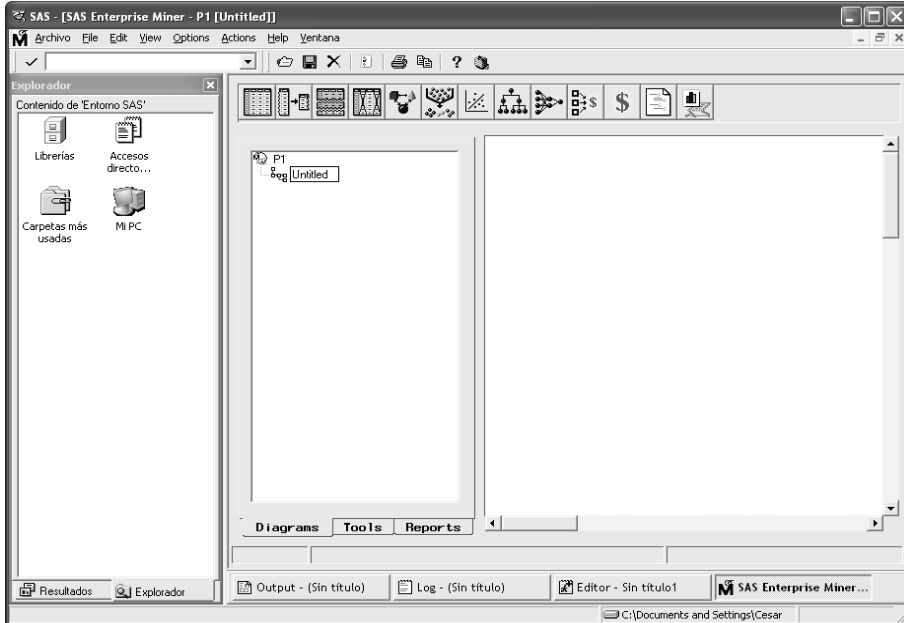 SAS - [SAS Enterprise Miner - P1 [Untitled]]
Archivo File Edit View Options Actions Help Ventana
Explorador
Contenido de 'Entorno SAS'
Librerías
Accesos
directo...
Carpetas más
usadas
Mi PC
P1
Untitled
Diagrams Tools Reports
Resultados Explorador
Output - (Sin título) Log - (Sin título) Editor - Sin título1 SAS Enterprise Miner...
C:\Documents and Settings\Cesar